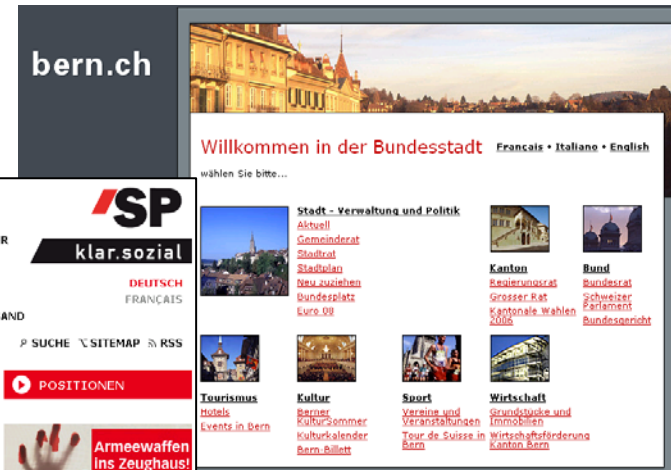 bern.ch
Willkommen in der Bundesstadt
Français • Italiano • English
wählen Sie bitte...
Stadt - Verwaltung und Politik
Aktuell
Gemeinderat
Stadtrat
Stadtplan
Neu zuziehen
Bundesplatz
Euro 08
Kanton
Regierungsrat
Grosser Rat
Kantonale Wahlen
2006
Bund
Bundesrat
Schweizer
Parlament
Bundesgericht
Tourismus
Hotels
Events in Bern
Kultur
Berner
KulturSommer
Kulturkalender
Bern-Billett
Sport
Vereine und
Veranstaltungen
Tour de Suisse in
Bern
Wirtschaft
Grundstücke und
Immobilien
Wirtschaftsförderung
Kanton Bern
SP
klar.sozial
R
DEUTSCH
FRANÇAIS
AND
SUCHE SITEMAP RSS
POSITIONEN
Armeewaffen
ins Zeughaus!